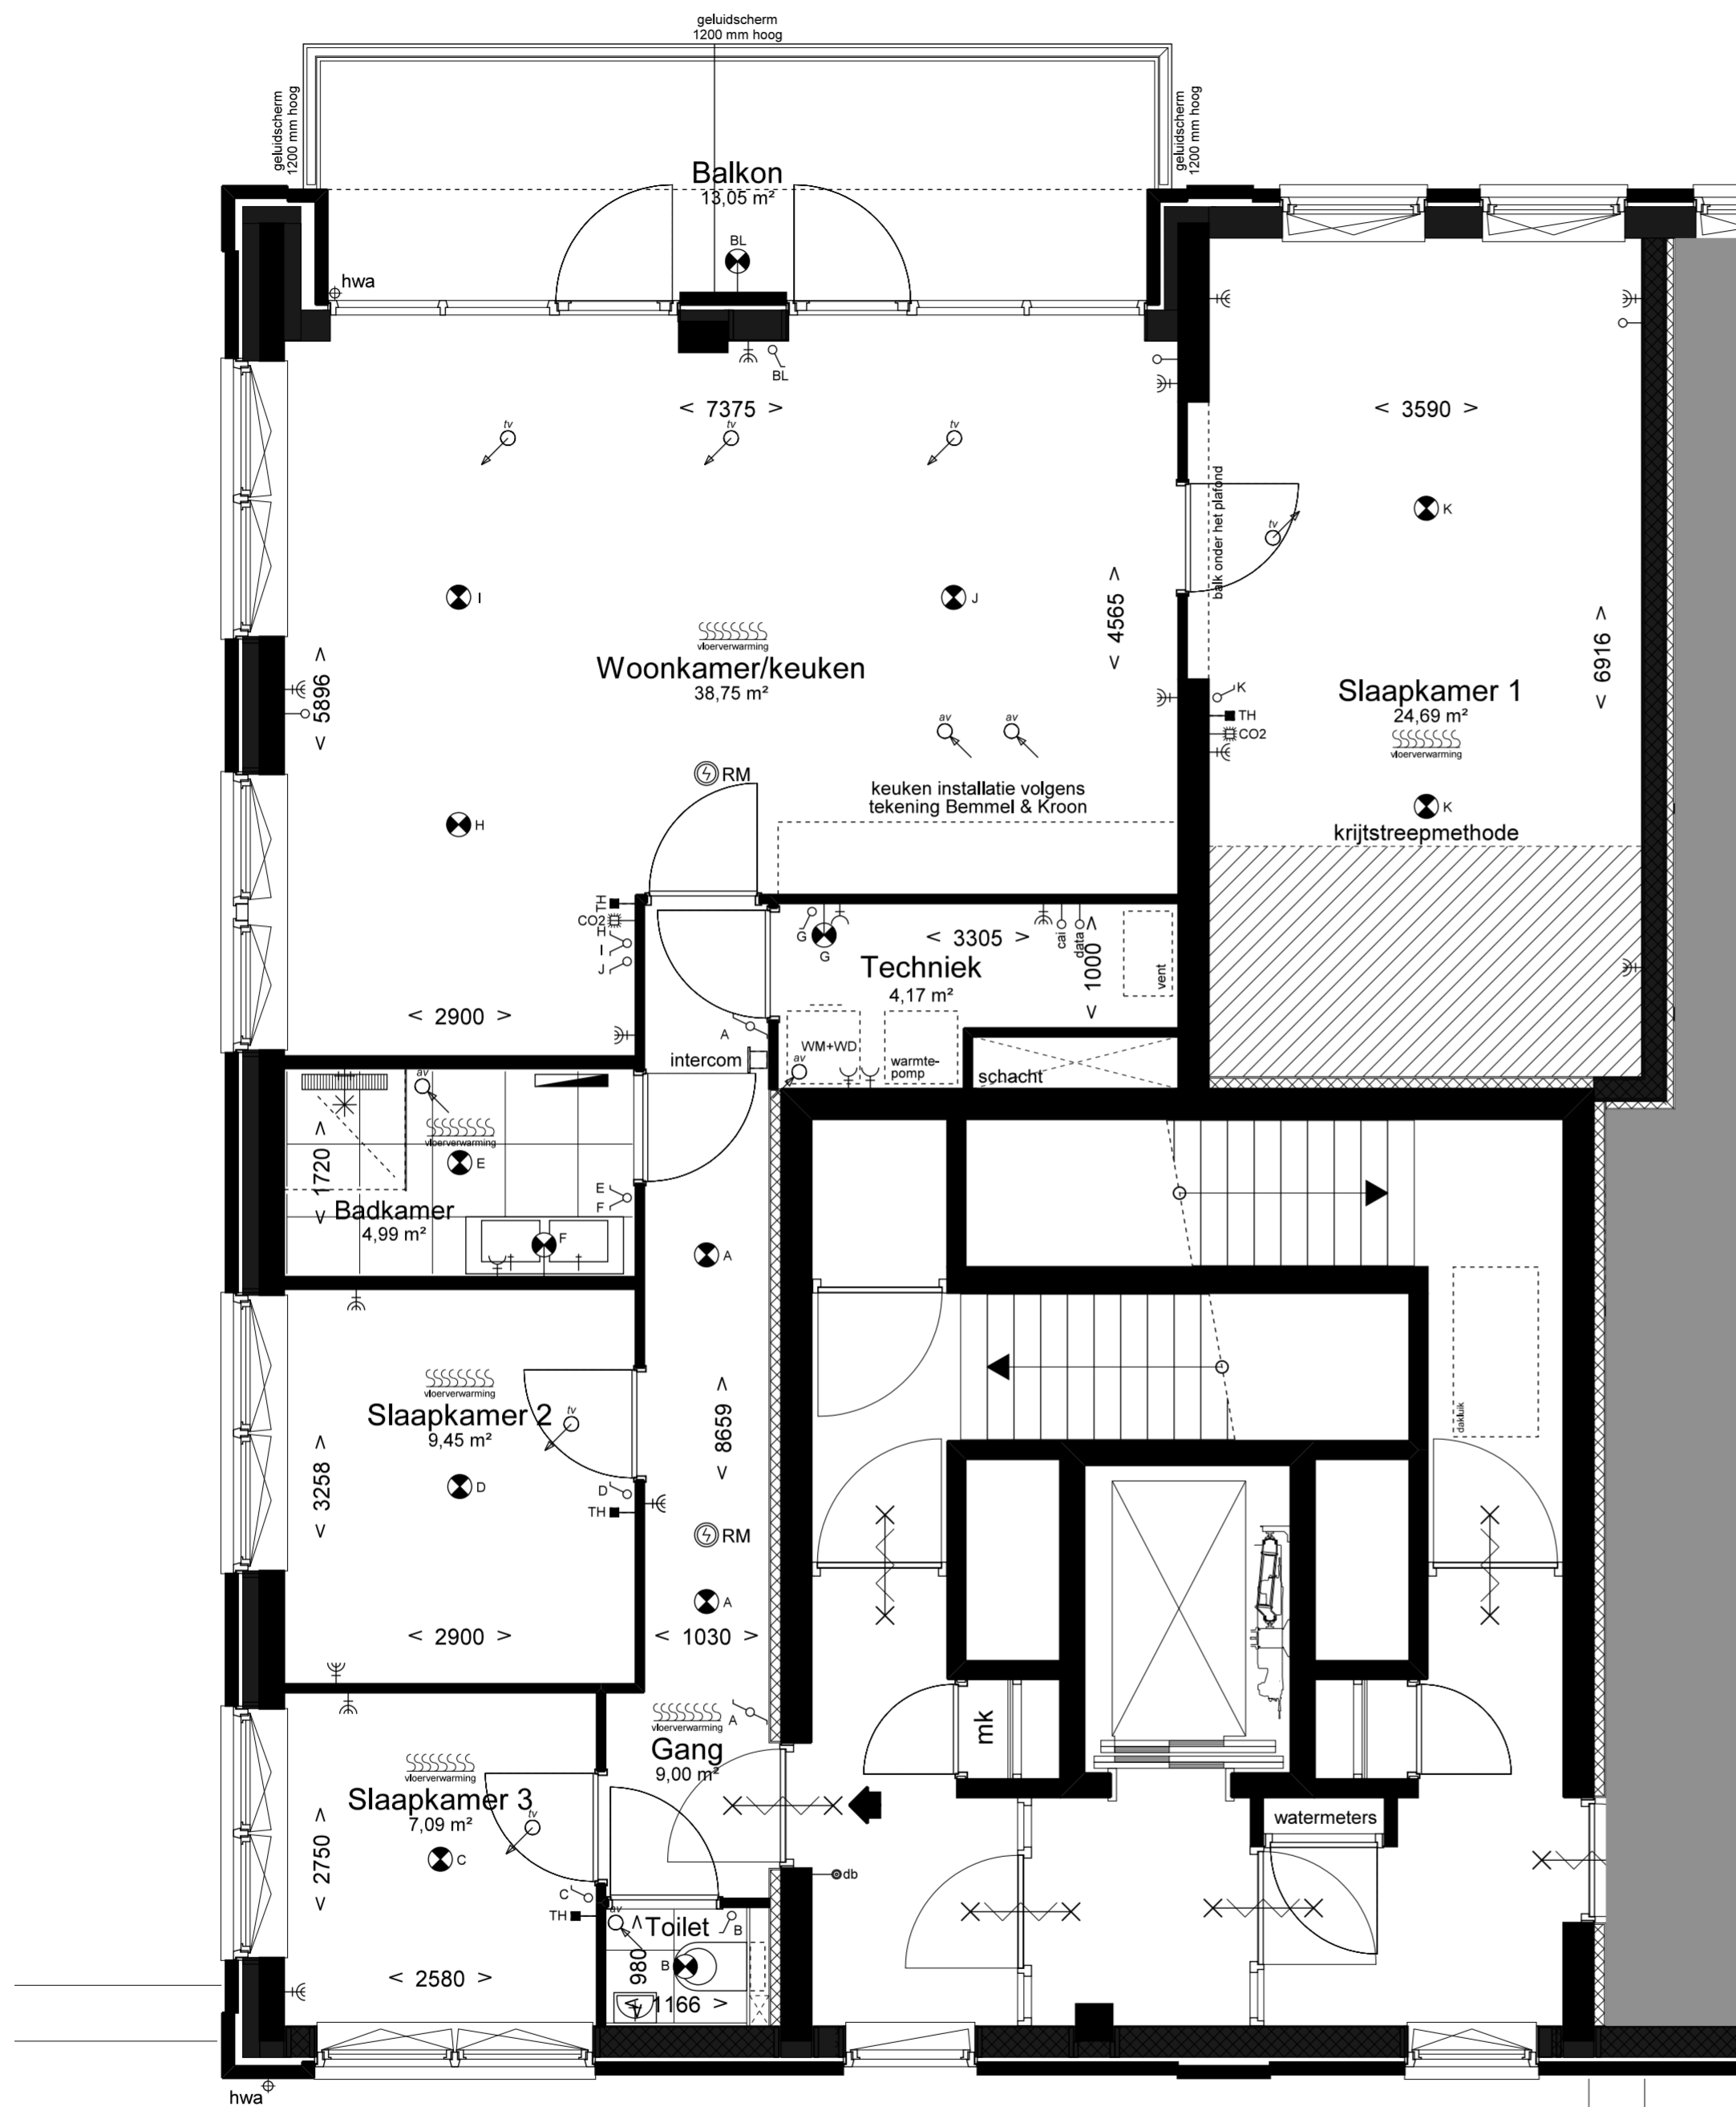 geluidscherm
1200 mm hoog
geluidscherm
1200 mm hoog
geluidscherm
1200 mm hoog
Balkon
13,05 m²
BL
hwa
BL
< 7375 >
< 3590 >
tv
tv
tv
tv
balk onder het plafond
K
I
J
< 4565 >
vloerverwarming
Woonkamer/keuken
38,75 m²
< 5896 >
< 6916 >
K
TH
CO2
Slaapkamer 1
24,69 m²
vloerverwarming
av
av
RM
keuken installatie volgens
tekening Bemmel & Kroon
K
krijtstreepmethode
H
TH
CO2
H
I
J
G
G
< 3305 >
cai
data
< 1000 >
vent
Techniek
4,17 m²
< 2900 >
A
intercom
WM+WD
av
warmte-
pomp
schacht
av
vloerverwarming
E
< 1720 >
Badkamer
4,99 m²
E
F
F
A
vloerverwarming
Slaapkamer 2
9,45 m²
tv
< 8659 >
dakluik
< 3258 >
D
D
TH
RM
A
< 2900 >
< 1030 >
vloerverwarming
A
Gang
9,00 m²
mk
vloerverwarming
Slaapkamer 3
7,09 m²
tv
C
< 2750 >
watermeters
db
C
TH
av
Toilet
B
B
< 980 >
< 2580 >
< 1166 >
hwa